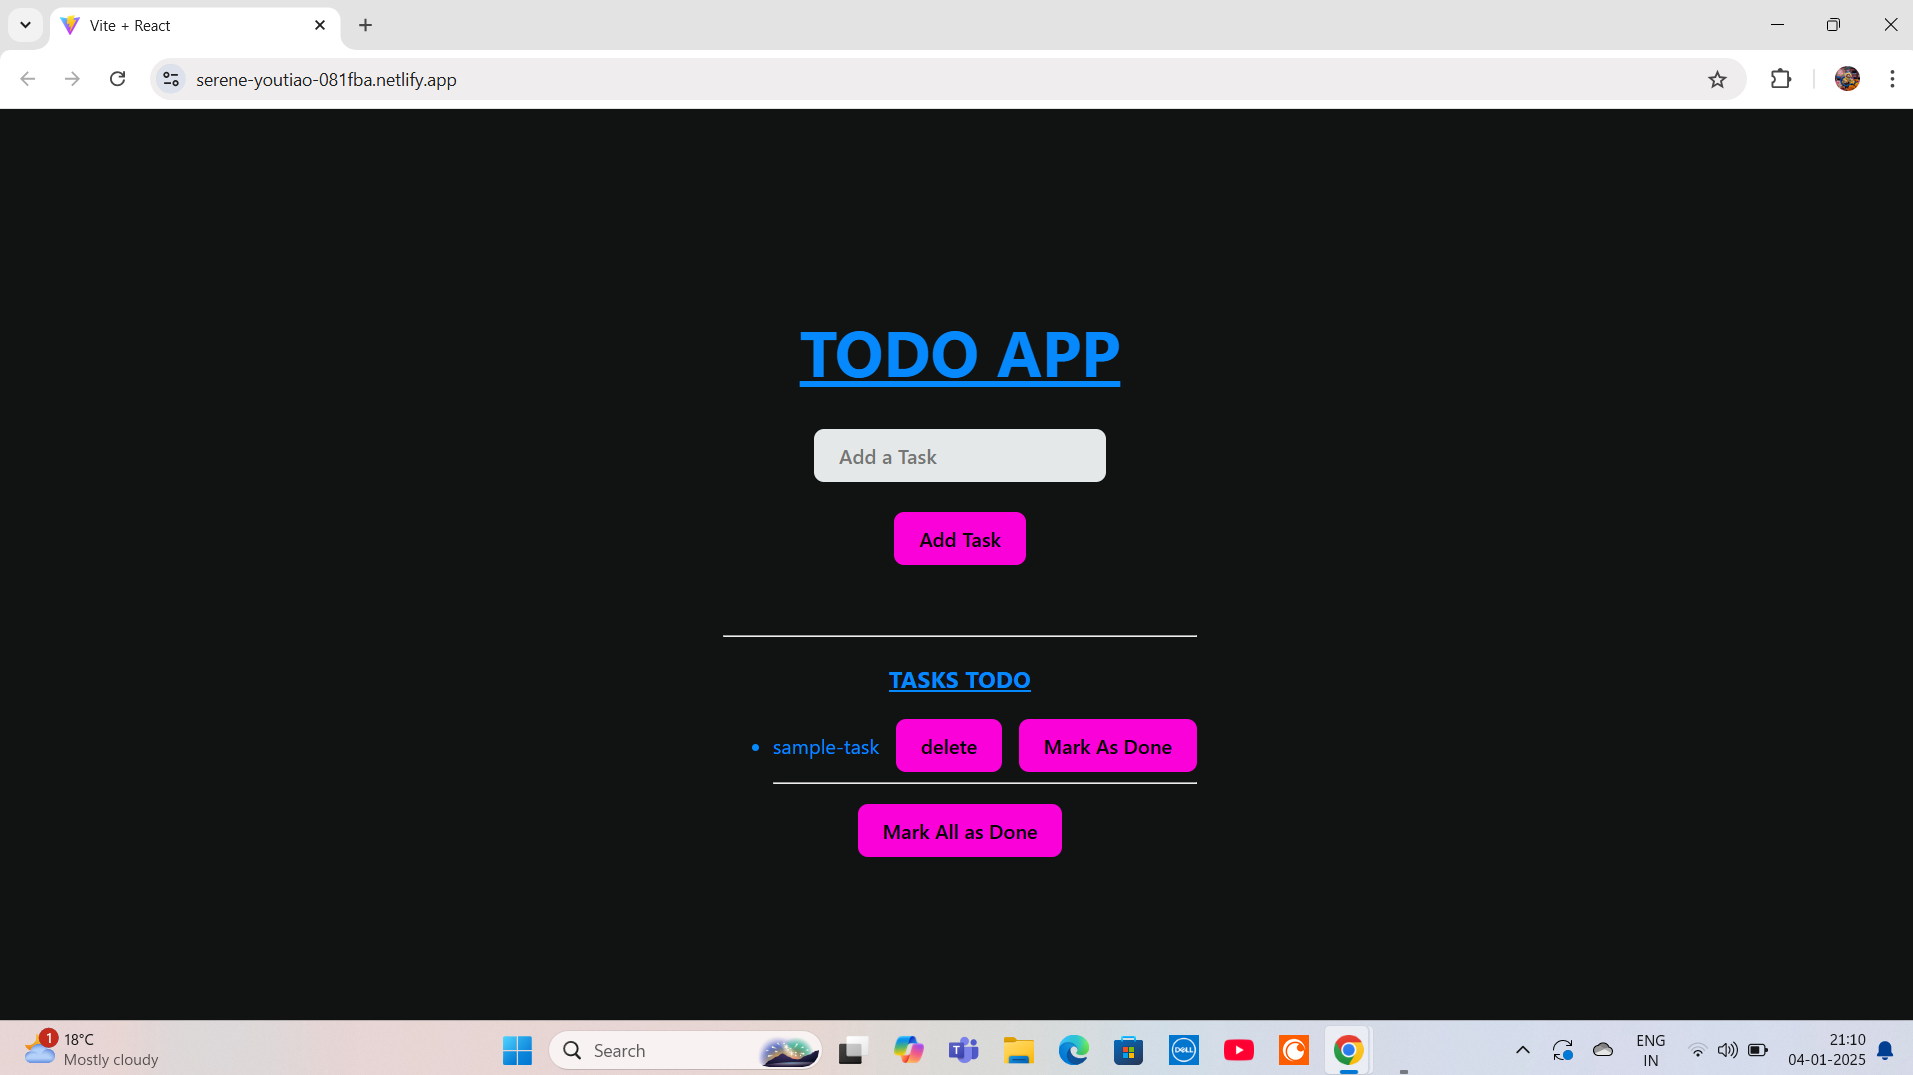 Vite + React
serene-youtiao-081fba.netlify.app
TODO APP
Add a Task
Add Task
TASKS TODO
sample-task
delete
Mark As Done
Mark All as Done
1
18°C
Mostly cloudy
Search
T
DELL
ENG
IN
21:10
04-01-2025